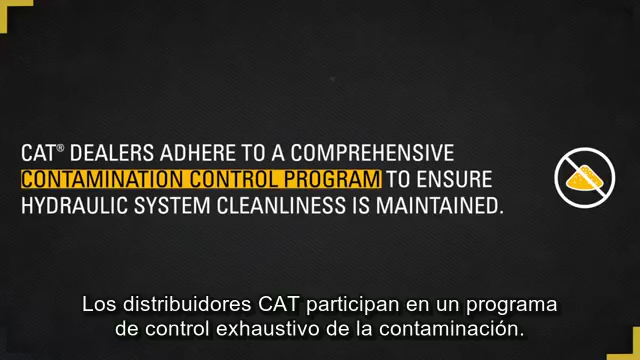 CAT® DEALERS ADHERE TO A COMPREHENSIVE
CONTAMINATION CONTROL PROGRAM TO ENSURE
HYDRAULIC SYSTEM CLEANLINESS IS MAINTAINED.
Los distribuidores CAT participan en un programa
de control exhaustivo de la contaminación.